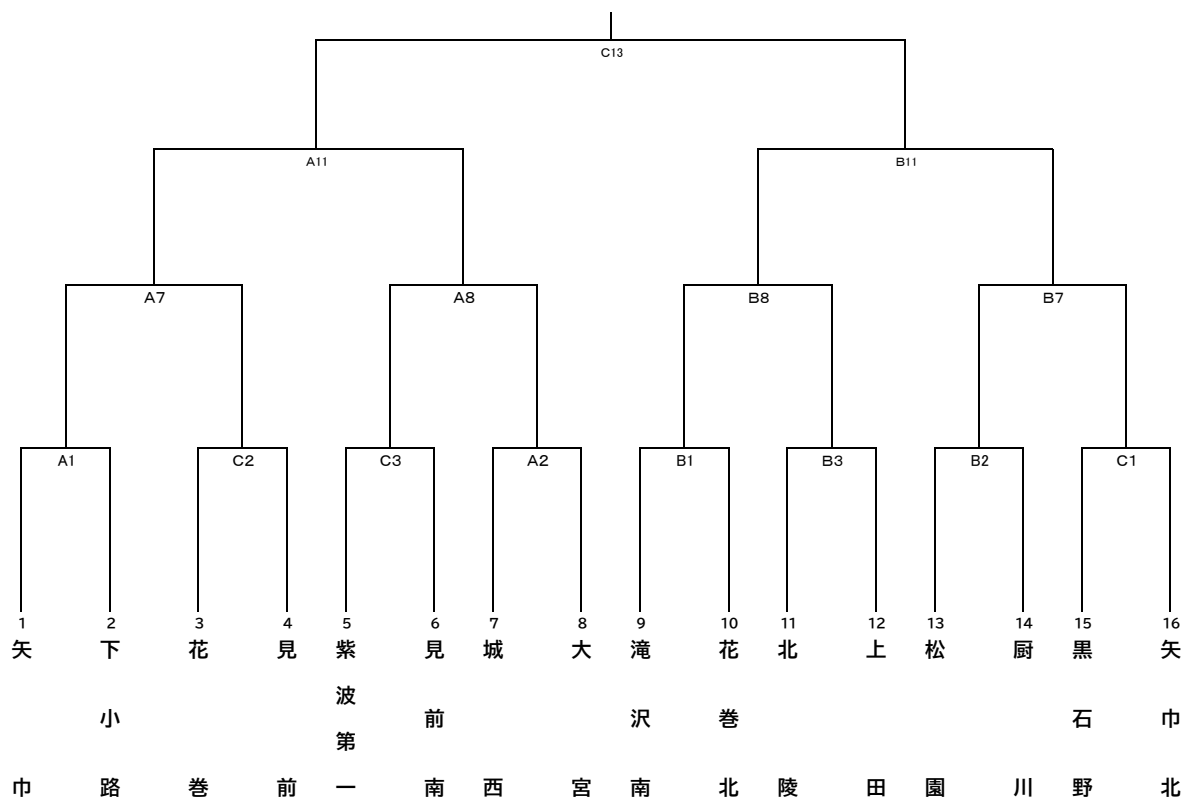 C13
A11 B11
A7 A8 B8 B7
A1 C2 C3 A2 B1 B3 B2 C1
1 2 3 4 5 6 7 8 9 10 11 12 13 14 15 16
矢巾
下小路
花巻
見前
紫波第一
見前南
城西
大宮
滝沢南
花巻北
北陵
上田
松園
厨川
黒石野
矢巾北